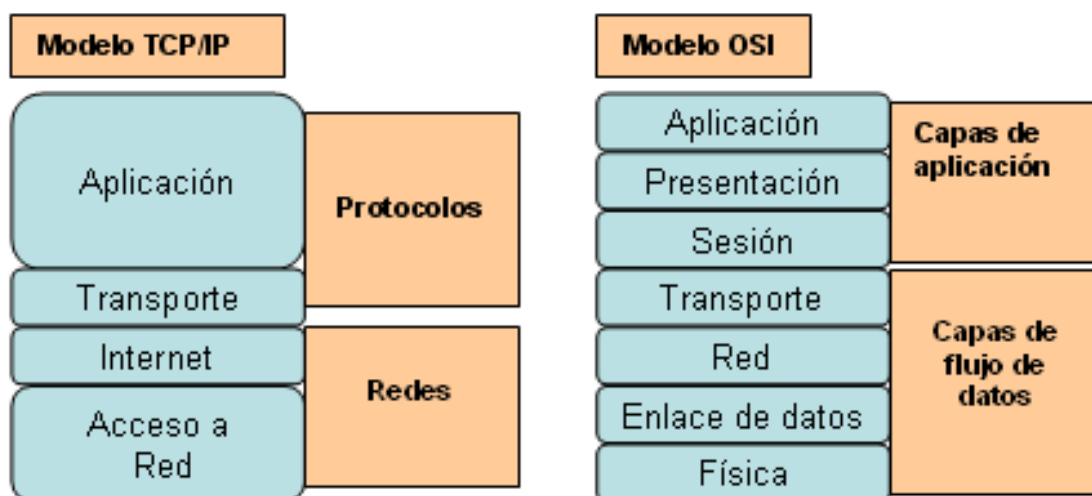 Modelo TCP/IP
Aplicación
Transporte
Internet
Acceso a
Red
Protocolos
Redes
Modelo OSI
Aplicación
Presentación
Sesión
Transporte
Red
Enlace de datos
Física
Capas de
aplicación
Capas de
flujo de
datos